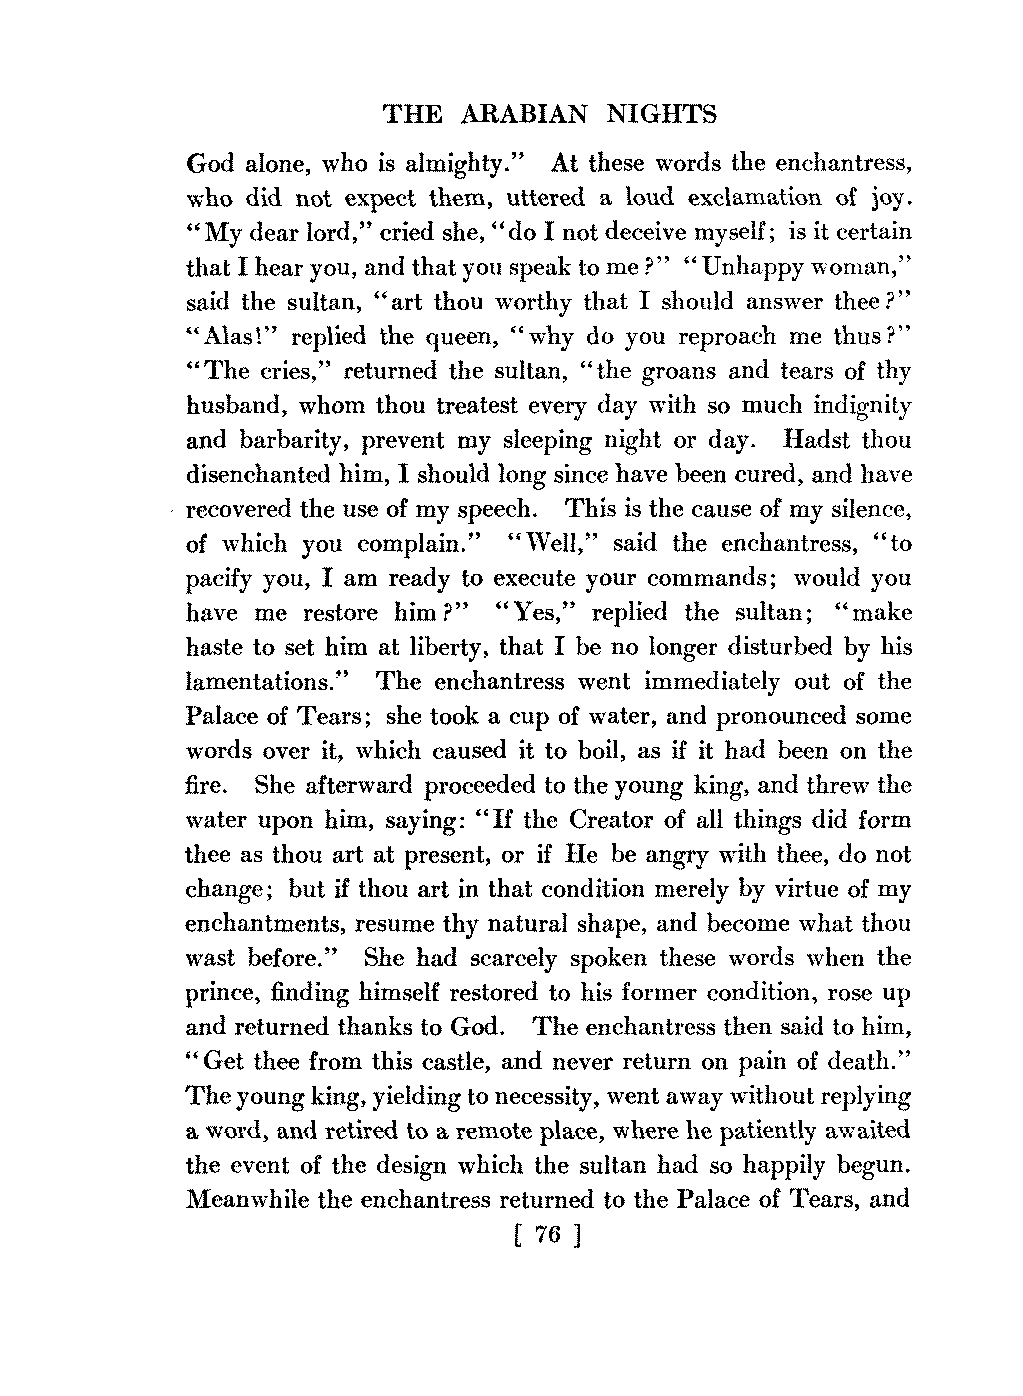 THE ARABIAN NIGHTS
God alone, who is almighty." At these words the enchantress,
who did not expect them, uttered a loud exclamation of joy.
"My dear lord," cried she, "do I not deceive myself; is it certain
that I hear you, and that you speak to me?" "Unhappy woman,"
said the sultan, "art thou worthy that I should answer thee?"
"Alas!" replied the queen, "why do you reproach me thus?"
"The cries," returned the sultan, "the groans and tears of thy
husband, whom thou treatest every day with so much indignity
and barbarity, prevent my sleeping night or day. Hadst thou
disenchanted him, I should long since have been cured, and have
recovered the use of my speech. This is the cause of my silence,
of which you complain." "Well," said the enchantress, "to
pacify you, I am ready to execute your commands; would you
have me restore him?" "Yes," replied the sultan; "make
haste to set him at liberty, that I be no longer disturbed by his
lamentations." The enchantress went immediately out of the
Palace of Tears; she took a cup of water, and pronounced some
words over it, which caused it to boil, as if it had been on the
fire. She afterward proceeded to the young king, and threw the
water upon him, saying: "If the Creator of all things did form
thee as thou art at present, or if He be angry with thee, do not
change; but if thou art in that condition merely by virtue of my
enchantments, resume thy natural shape, and become what thou
wast before." She had scarcely spoken these words when the
prince, finding himself restored to his former condition, rose up
and returned thanks to God. The enchantress then said to him,
"Get thee from this castle, and never return on pain of death."
The young king, yielding to necessity, went away without replying
a word, and retired to a remote place, where he patiently awaited
the event of the design which the sultan had so happily begun.
Meanwhile the enchantress returned to the Palace of Tears, and
[ 76 ]